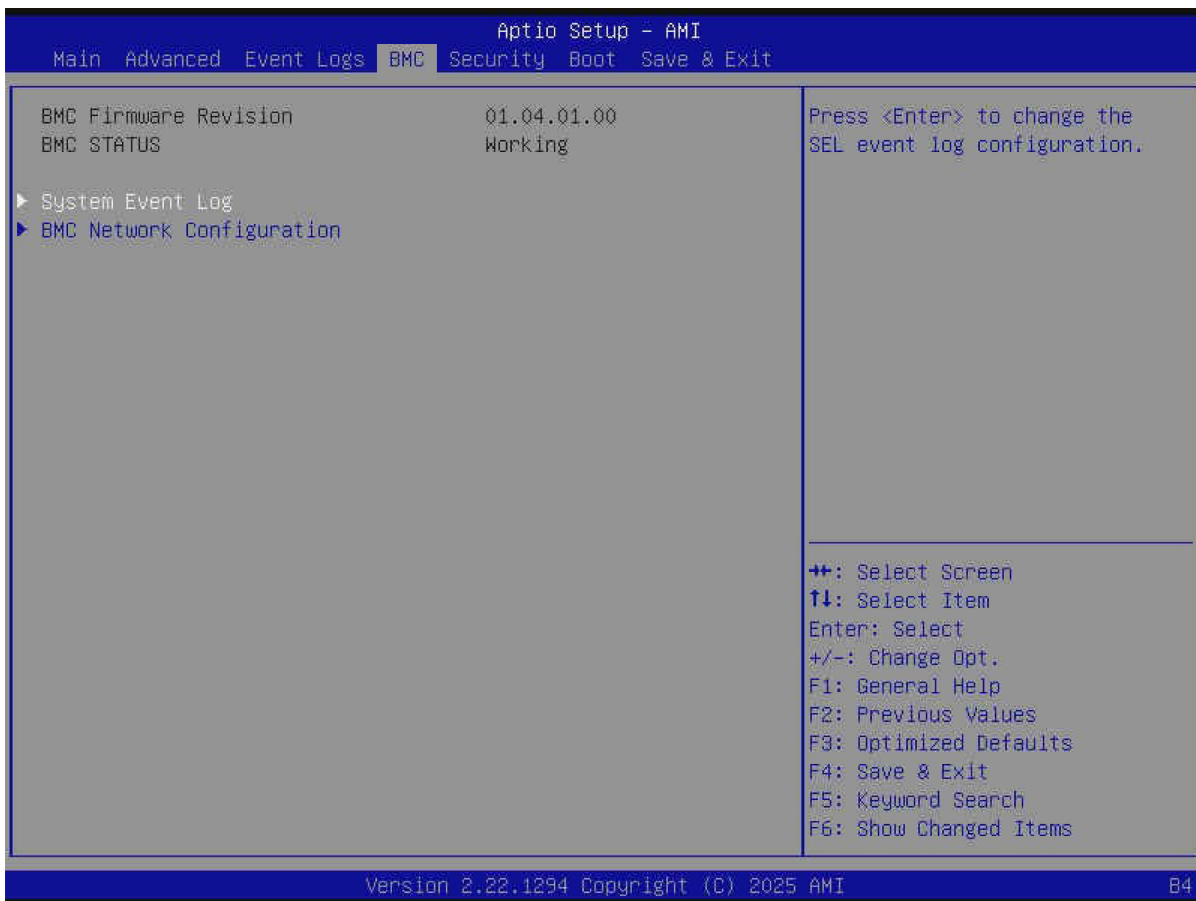 Aptio Setup - AMI
Main Advanced Event Logs BMC Security Boot Save & Exit
BMC Firmware Revision 01.04.01.00
BMC STATUS Working
▶ System Event Log
▶ BMC Network Configuration
Press <Enter> to change the
SEL event log configuration.
→←: Select Screen
↑↓: Select Item
Enter: Select
+/-: Change Opt.
F1: General Help
F2: Previous Values
F3: Optimized Defaults
F4: Save & Exit
F5: Keyword Search
F6: Show Changed Items
Version 2.22.1294 Copyright (C) 2025 AMI
B4